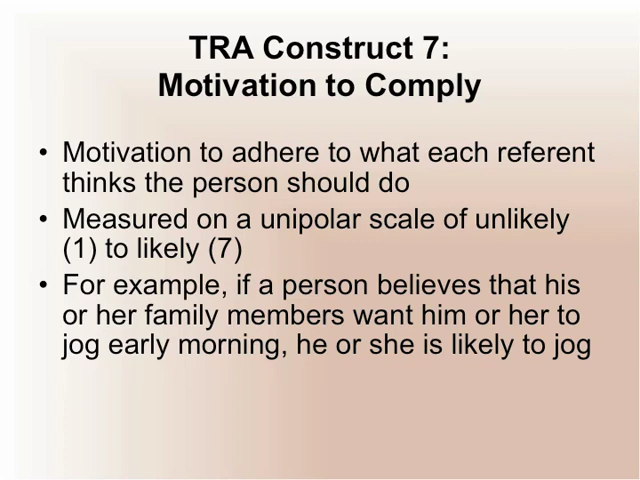 TRA Construct 7:
Motivation to Comply
• Motivation to adhere to what each referent
thinks the person should do
• Measured on a unipolar scale of unlikely
(1) to likely (7)
• For example, if a person believes that his
or her family members want him or her to
jog early morning, he or she is likely to jog